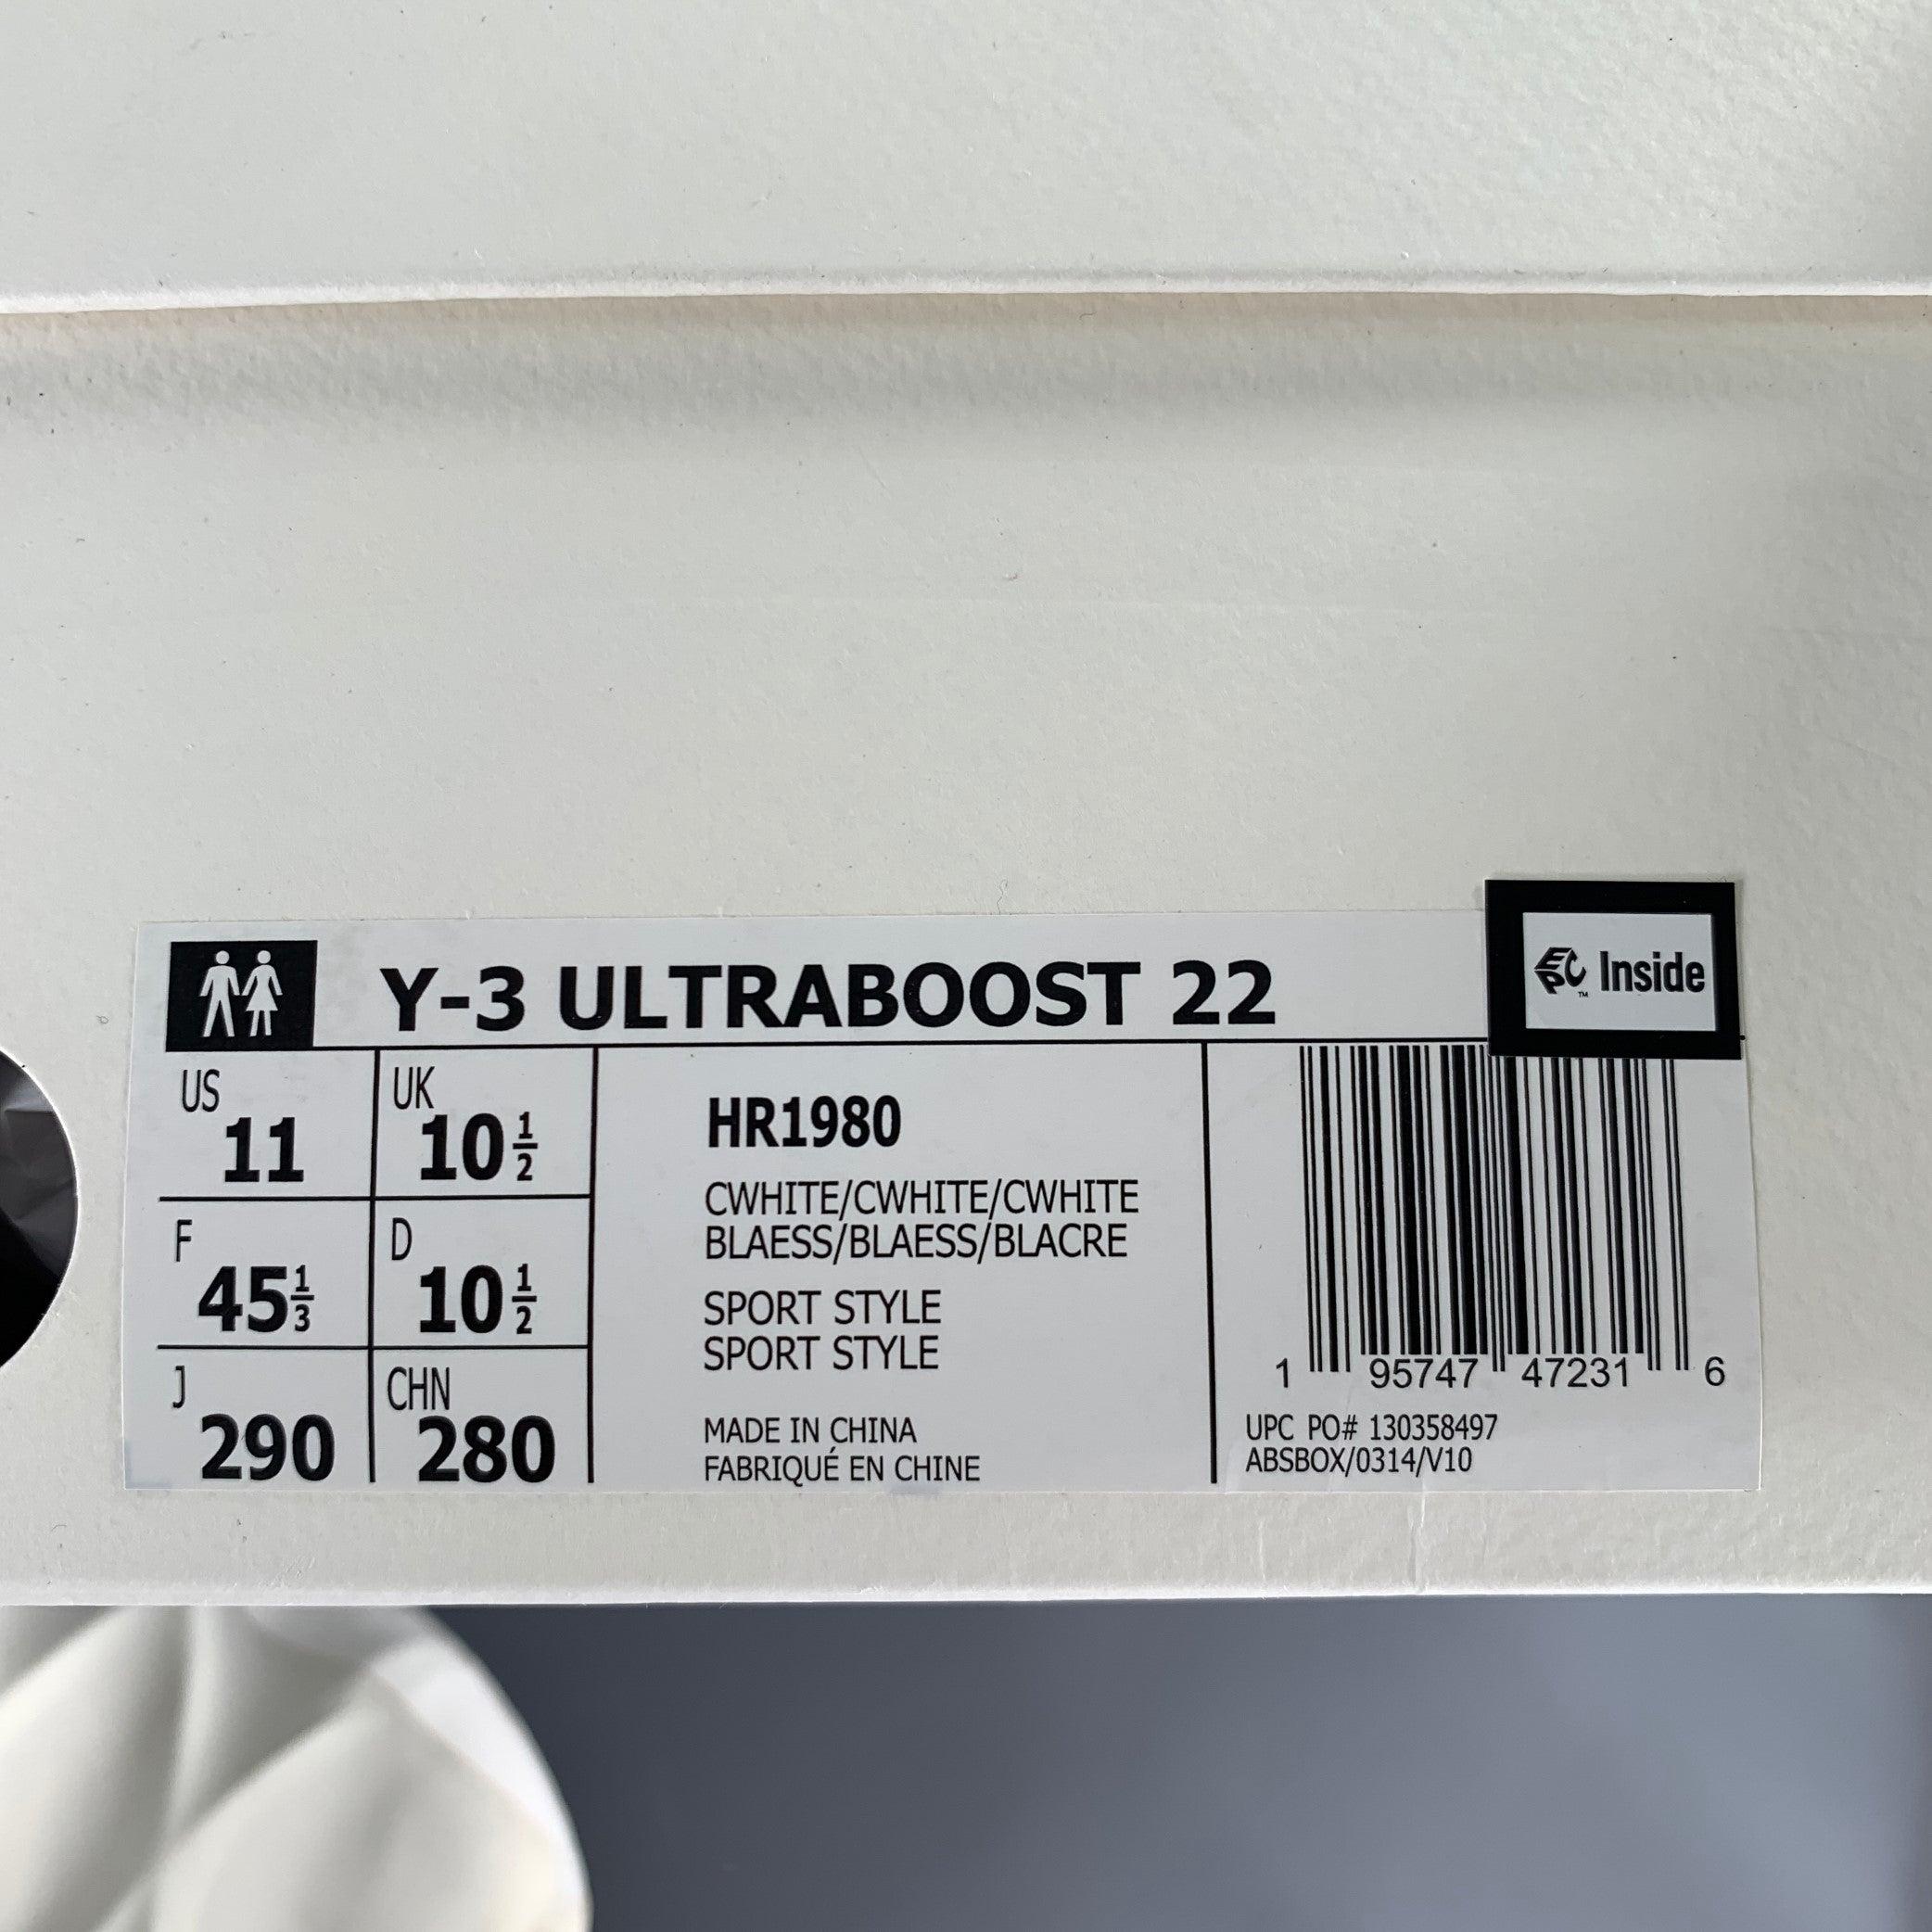 Y-3 ULTRABOOST 22
EPC Inside
™
US 11
UK 10 1/2
F 45 1/3
D 10 1/2
J 290
CHN 280
HR1980
CWHITE/CWHITE/CWHITE
BLAESS/BLAESS/BLACRE
SPORT STYLE
SPORT STYLE
MADE IN CHINA
FABRIQUÉ EN CHINE
1 95747 47231 6
UPC PO# 130358497
ABSBOX/0314/V10